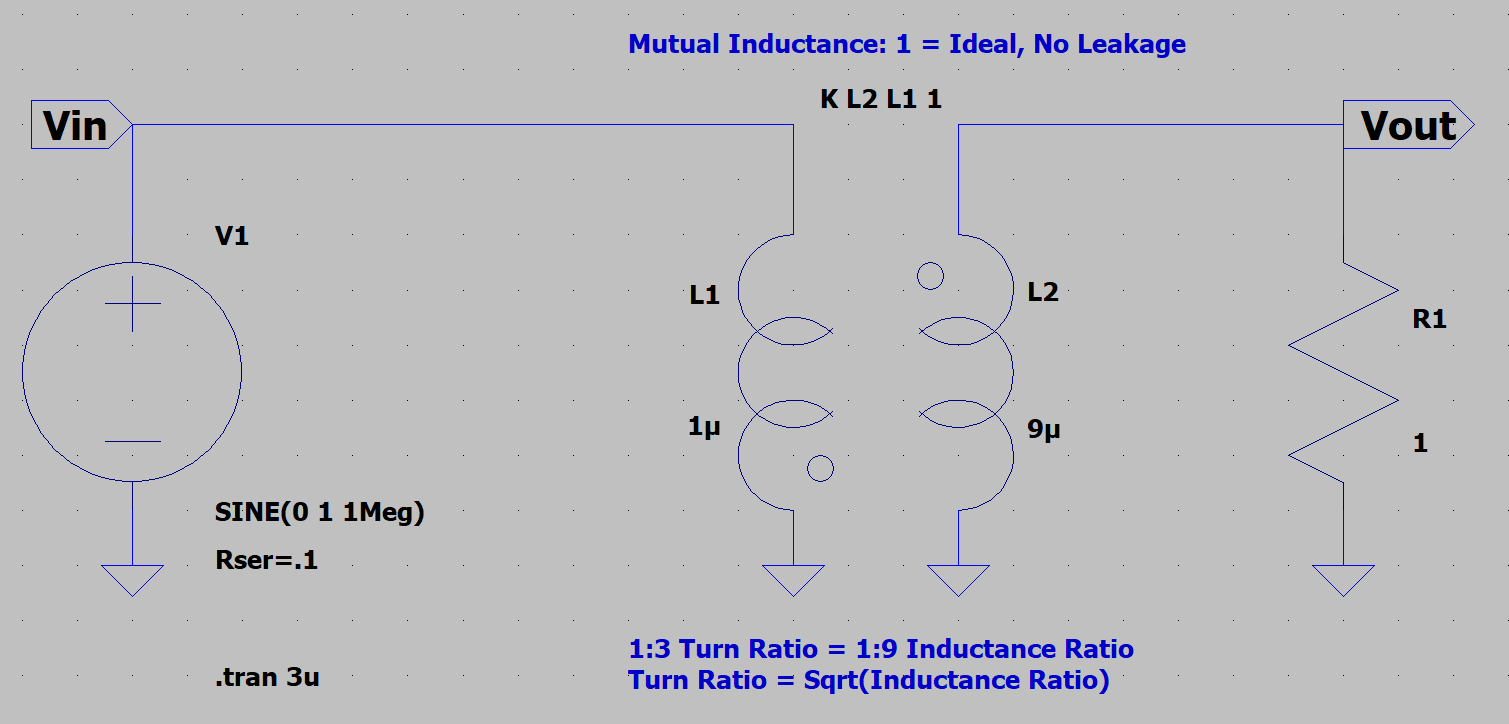 Mutual Inductance: 1 = Ideal, No Leakage
K L2 L1 1
Vin
Vout
V1
L1
L2
R1
1µ
9µ
1
SINE(0 1 1Meg)
Rser=.1
1:3 Turn Ratio = 1:9 Inductance Ratio
Turn Ratio = Sqrt(Inductance Ratio)
.tran 3u